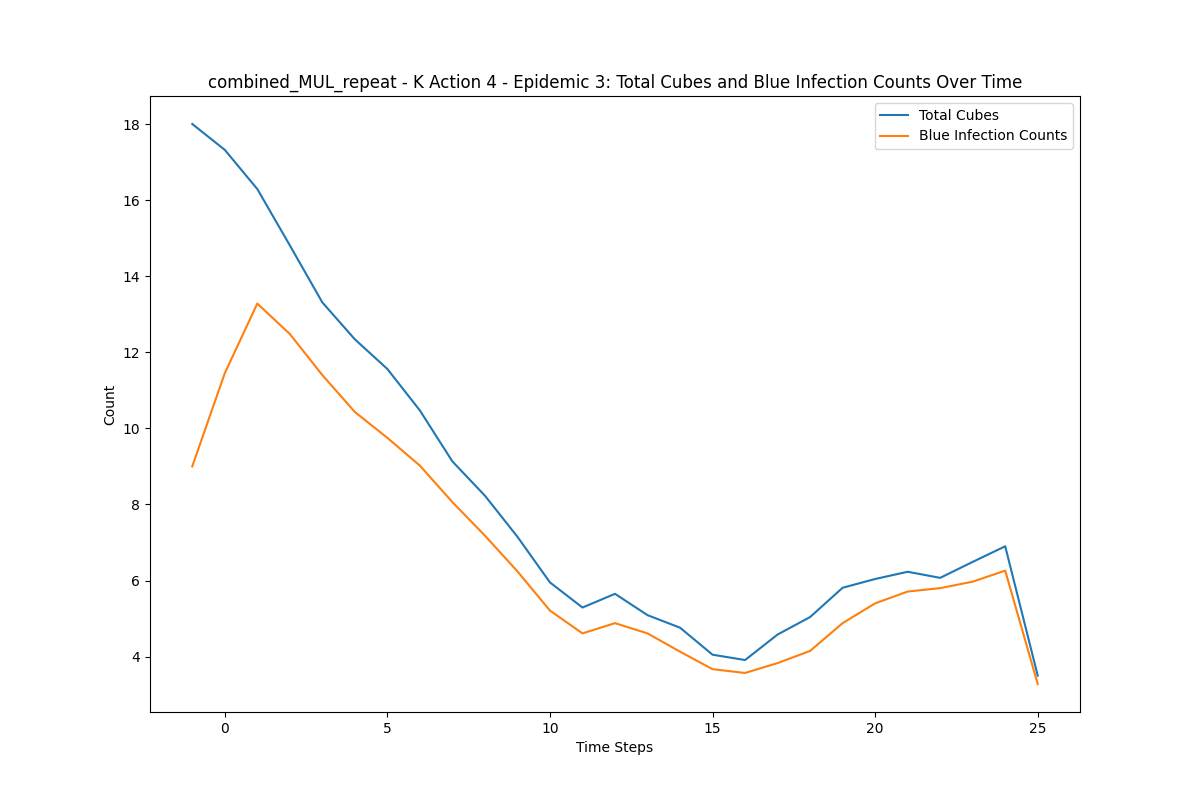 combined_MUL_repeat - K Action 4 - Epidemic 3: Total Cubes and Blue Infection Counts Over Time
Total Cubes
Blue Infection Counts
18
16
14
12
10
8
6
4
Count
0 5 10 15 20 25
Time Steps